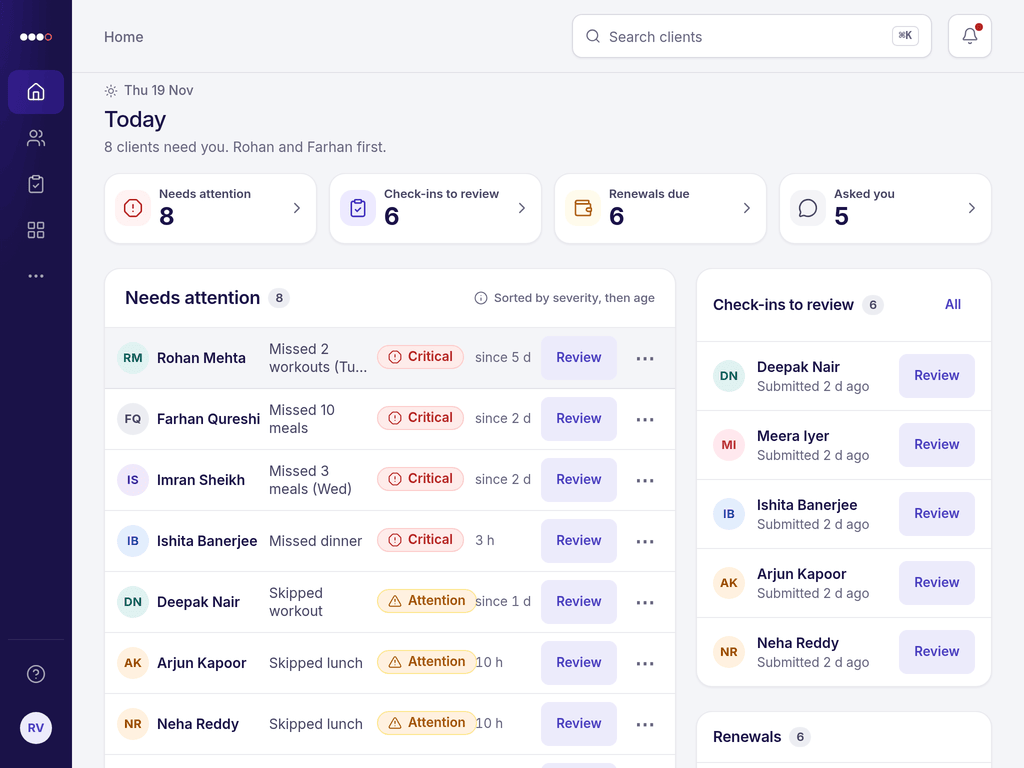 Home
Search clients
⌘K
Thu 19 Nov
Today
8 clients need you. Rohan and Farhan first.
Needs attention
8
Check-ins to review
6
Renewals due
6
Asked you
5
Needs attention 8
Sorted by severity, then age
RM Rohan Mehta Missed 2 workouts (Tu... Critical since 5 d Review
FQ Farhan Qureshi Missed 10 meals Critical since 2 d Review
IS Imran Sheikh Missed 3 meals (Wed) Critical since 2 d Review
IB Ishita Banerjee Missed dinner Critical 3 h Review
DN Deepak Nair Skipped workout Attention since 1 d Review
AK Arjun Kapoor Skipped lunch Attention 10 h Review
NR Neha Reddy Skipped lunch Attention 10 h Review
Check-ins to review 6 All
DN Deepak Nair
Submitted 2 d ago
Review
MI Meera Iyer
Submitted 2 d ago
Review
IB Ishita Banerjee
Submitted 2 d ago
Review
AK Arjun Kapoor
Submitted 2 d ago
Review
NR Neha Reddy
Submitted 2 d ago
Review
Renewals 6
RV